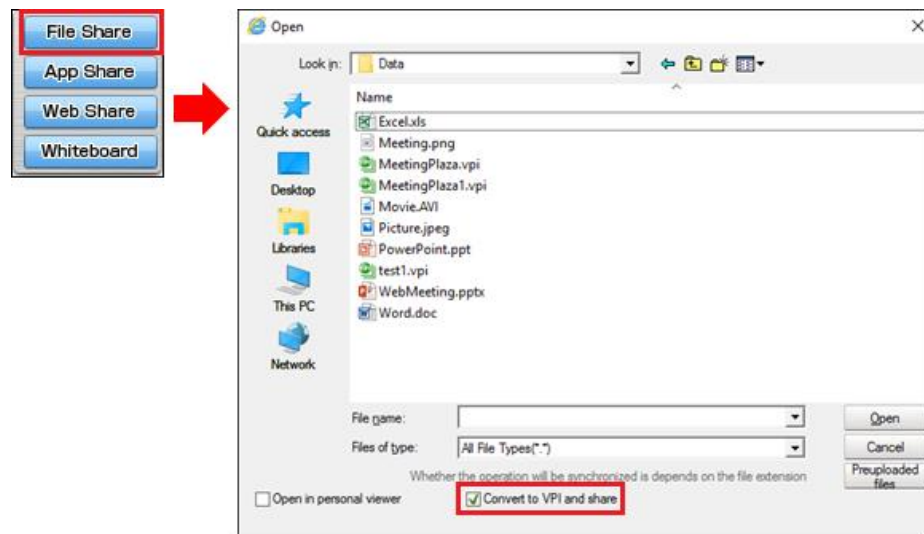 File Share
App Share
Web Share
Whiteboard
Open
Look in:
Data
Quick access
Desktop
Libraries
This PC
Network
Name
Excel.xls
Meeting.png
MeetingPlaza.vpi
MeetingPlaza1.vpi
Movie.AVI
Picture.jpeg
PowerPoint.ppt
test1.vpi
WebMeeting.pptx
Word.doc
File name:
Open
Files of type:
All File Types(*.*)
Cancel
Whether the operation will be synchronized is depends on the file extension
Preuploaded
files
Open in personal viewer
Convert to VPI and share